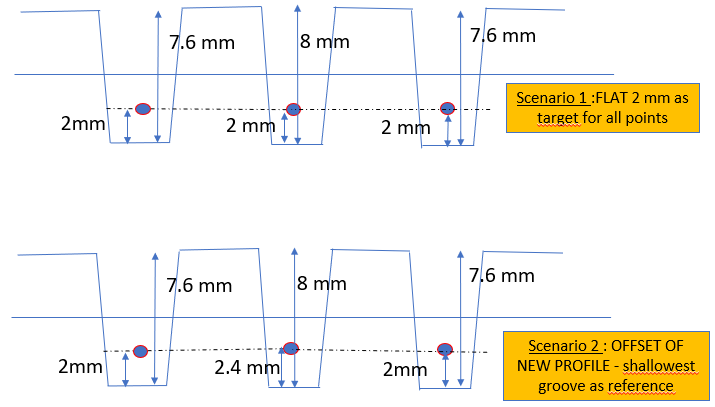 7.6 mm
8 mm
7.6 mm
2mm
2 mm
2 mm
Scenario 1 :FLAT 2 mm as
target for all points
7.6 mm
8 mm
7.6 mm
2mm
2.4 mm
2mm
Scenario 2 : OFFSET OF
NEW PROFILE - shallowest
groove as reference